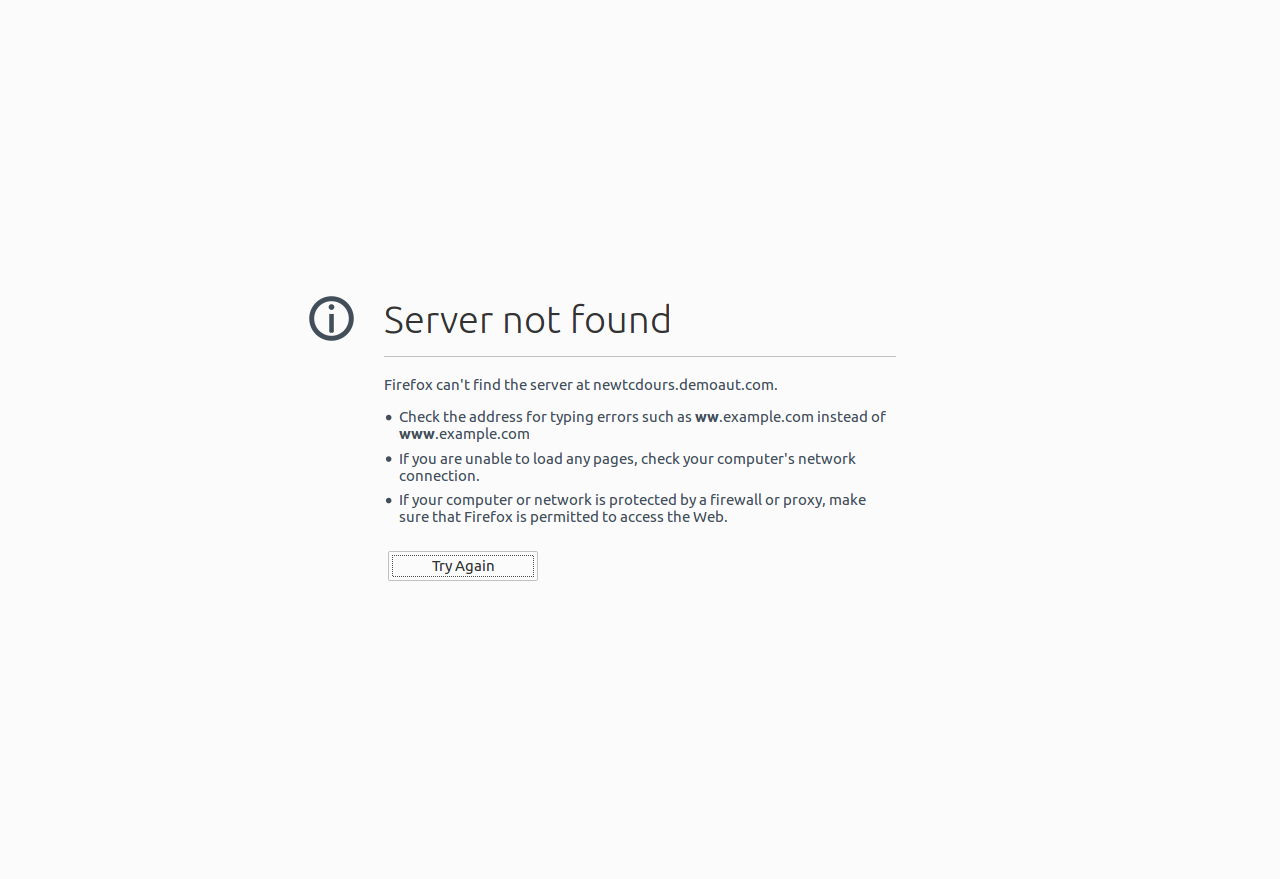 Server not found
Firefox can't find the server at newtcdours.demoaut.com.
Check the address for typing errors such as ww.example.com instead of
www.example.com
If you are unable to load any pages, check your computer's network
connection.
If your computer or network is protected by a firewall or proxy, make
sure that Firefox is permitted to access the Web.
Try Again